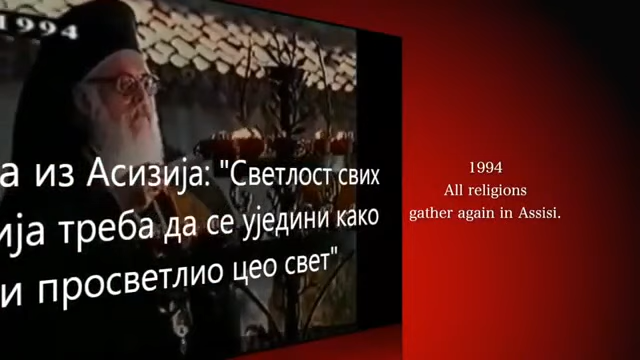 1994
а из Асизија: "Светлост свих
ија треба да се уједини како
и просветлио цео свет"
1994
All religions
gather again in Assisi.